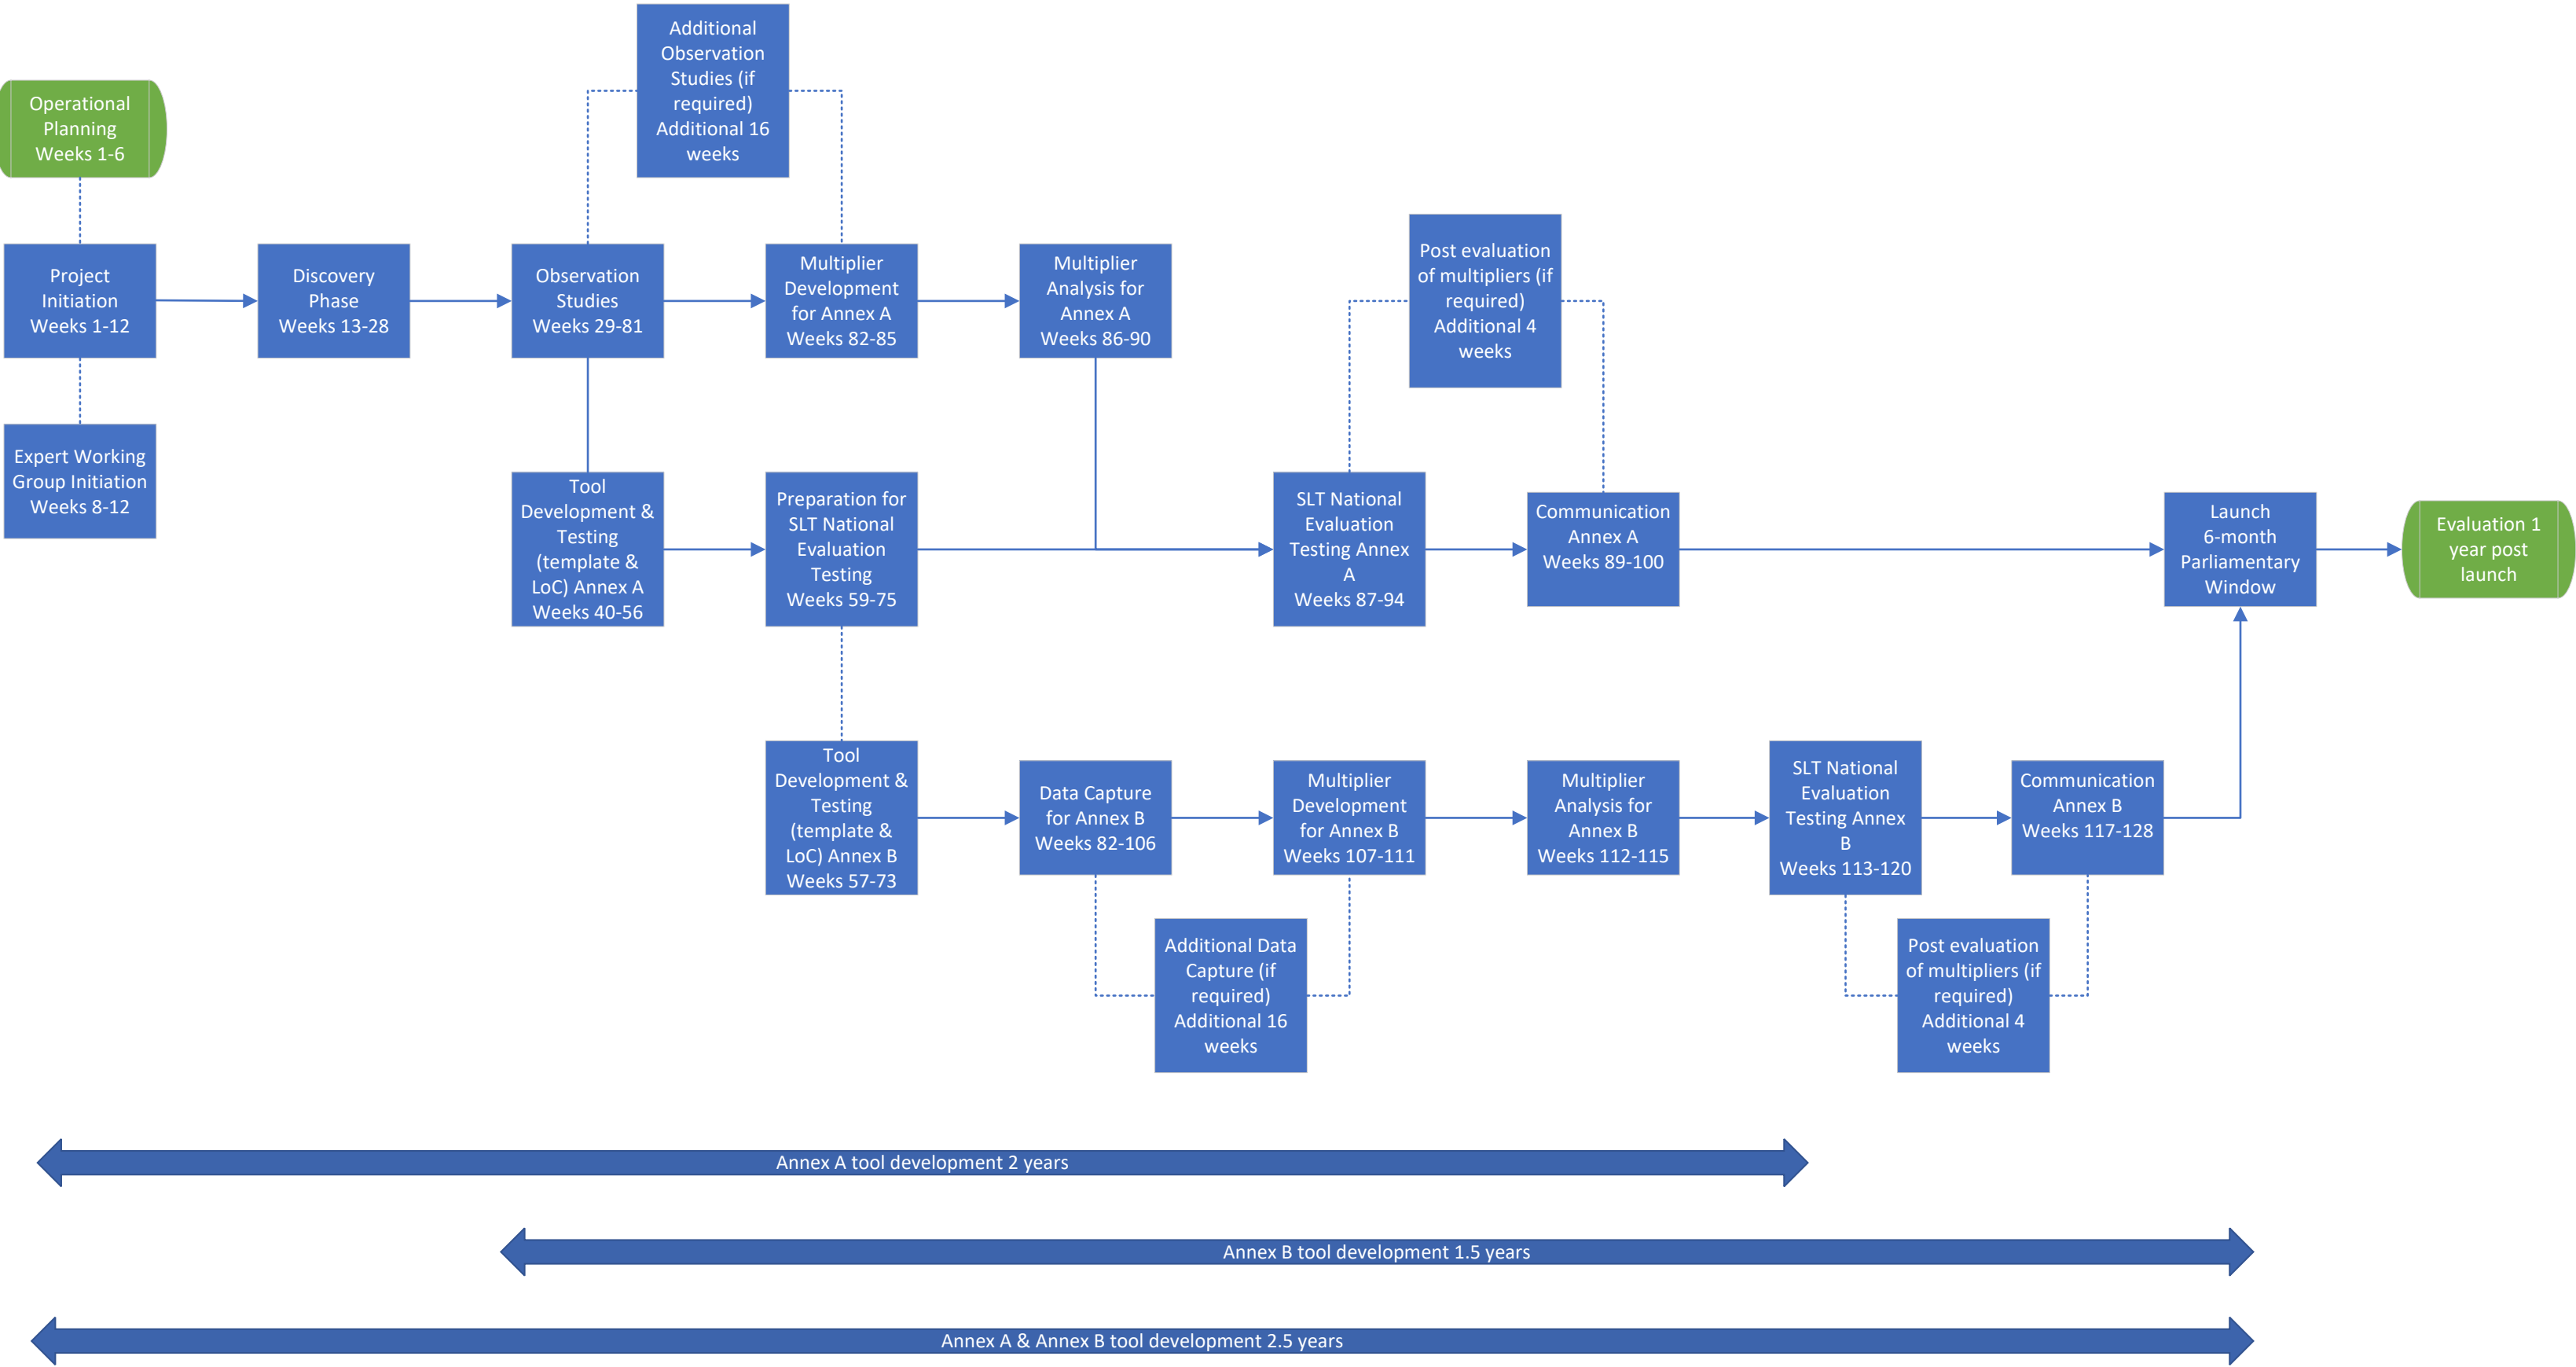 Additional
Observation
Studies (if
required)
Additional 16
weeks
Operational
Planning
Weeks 1-6
Project
Initiation
Weeks 1-12
Discovery
Phase
Weeks 13-28
Observation
Studies
Weeks 29-81
Multiplier
Development
for Annex A
Weeks 82-85
Multiplier
Analysis for
Annex A
Weeks 86-90
Post evaluation
of multipliers (if
required)
Additional 4
weeks
Expert Working
Group Initiation
Weeks 8-12
Tool
Development &
Testing
(template &
LoC) Annex A
Weeks 40-56
Preparation for
SLT National
Evaluation
Testing
Weeks 59-75
SLT National
Evaluation
Testing Annex
A
Weeks 87-94
Communication
Annex A
Weeks 89-100
Launch
6-month
Parliamentary
Window
Evaluation 1
year post
launch
Tool
Development &
Testing
(template &
LoC) Annex B
Weeks 57-73
Data Capture
for Annex B
Weeks 82-106
Multiplier
Development
for Annex B
Weeks 107-111
Multiplier
Analysis for
Annex B
Weeks 112-115
SLT National
Evaluation
Testing Annex
B
Weeks 113-120
Communication
Annex B
Weeks 117-128
Additional Data
Capture (if
required)
Additional 16
weeks
Post evaluation
of multipliers (if
required)
Additional 4
weeks
Annex A tool development 2 years
Annex B tool development 1.5 years
Annex A & Annex B tool development 2.5 years